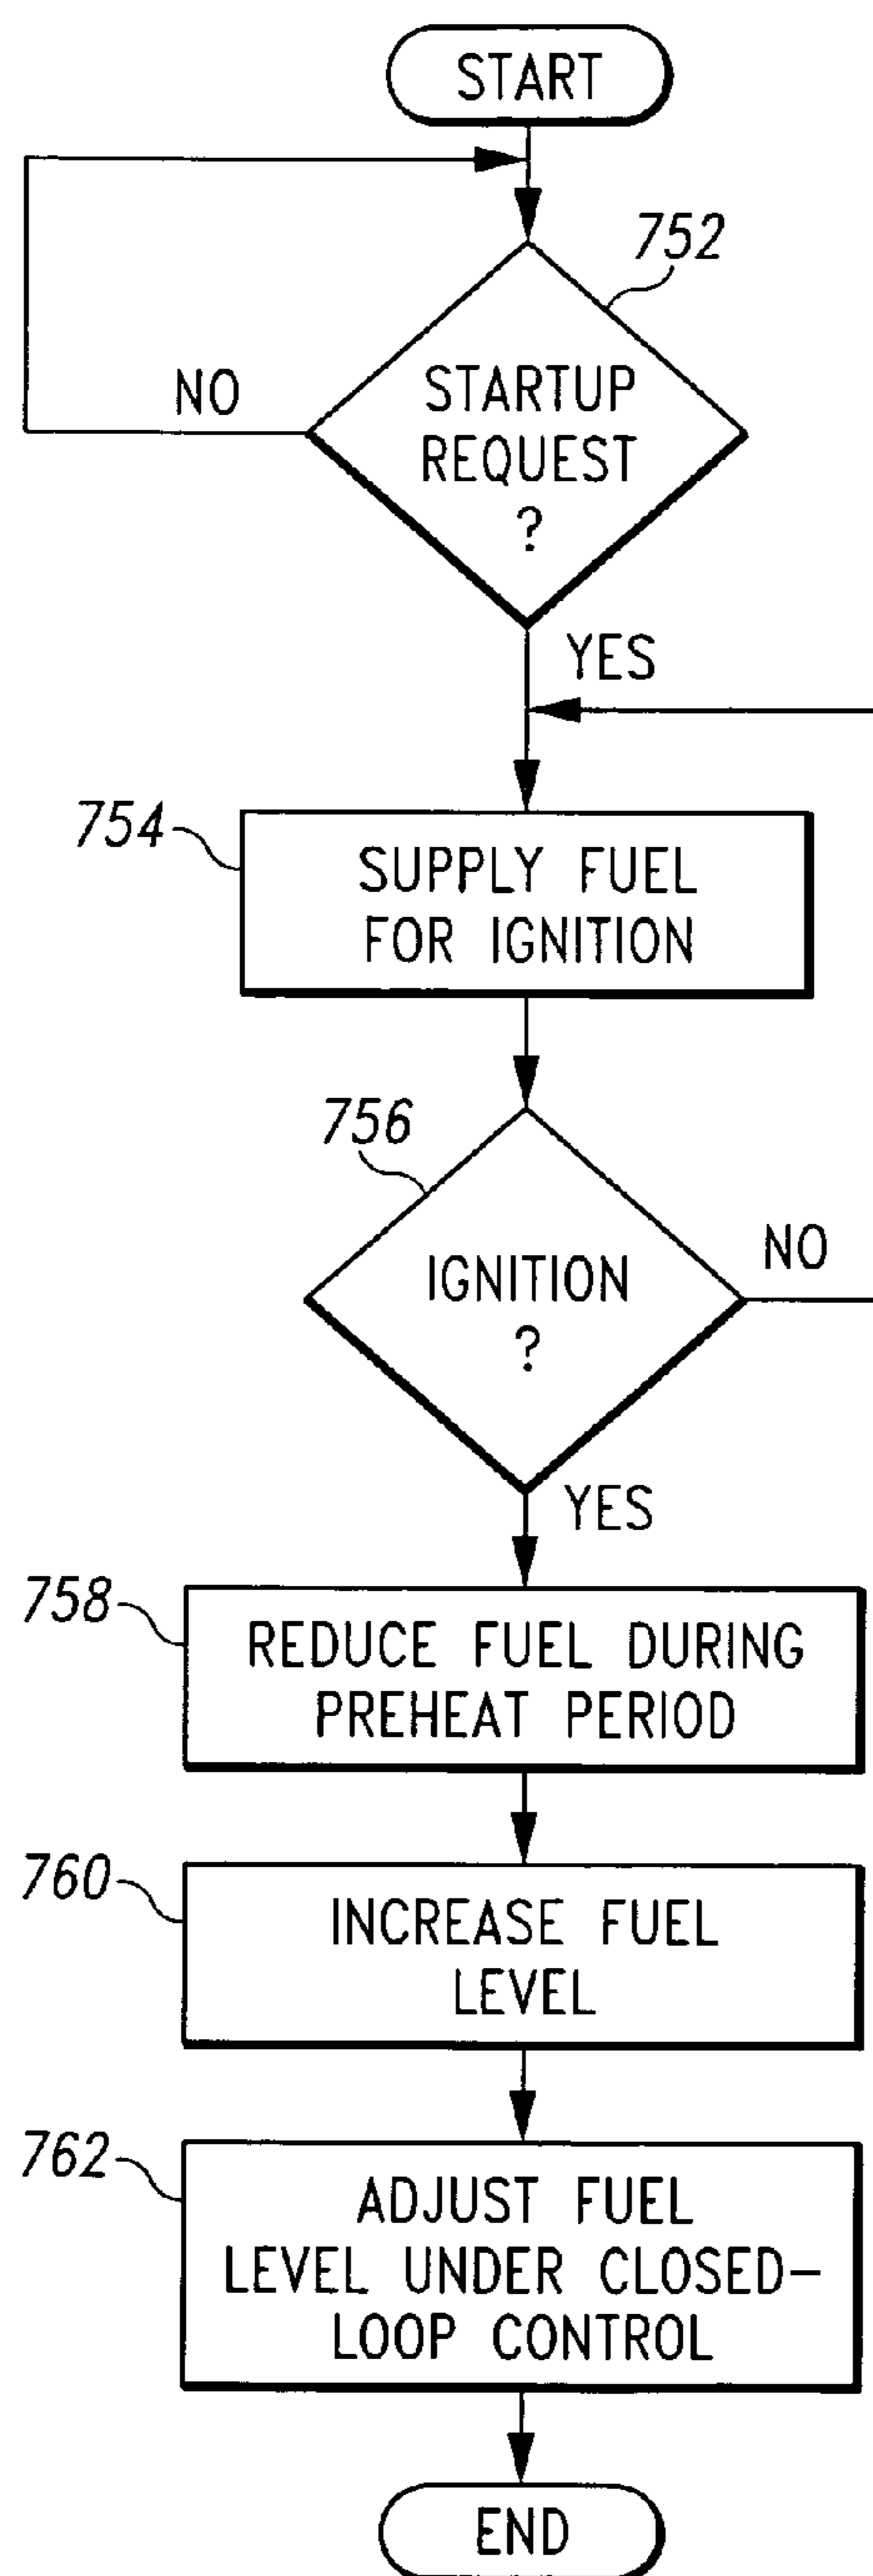 START
752
NO
STARTUP
REQUEST
?
YES
754
SUPPLY FUEL
FOR IGNITION
756
NO
IGNITION
?
YES
758
REDUCE FUEL DURING
PREHEAT PERIOD
760
INCREASE FUEL
LEVEL
762
ADJUST FUEL
LEVEL UNDER CLOSED-
LOOP CONTROL
END